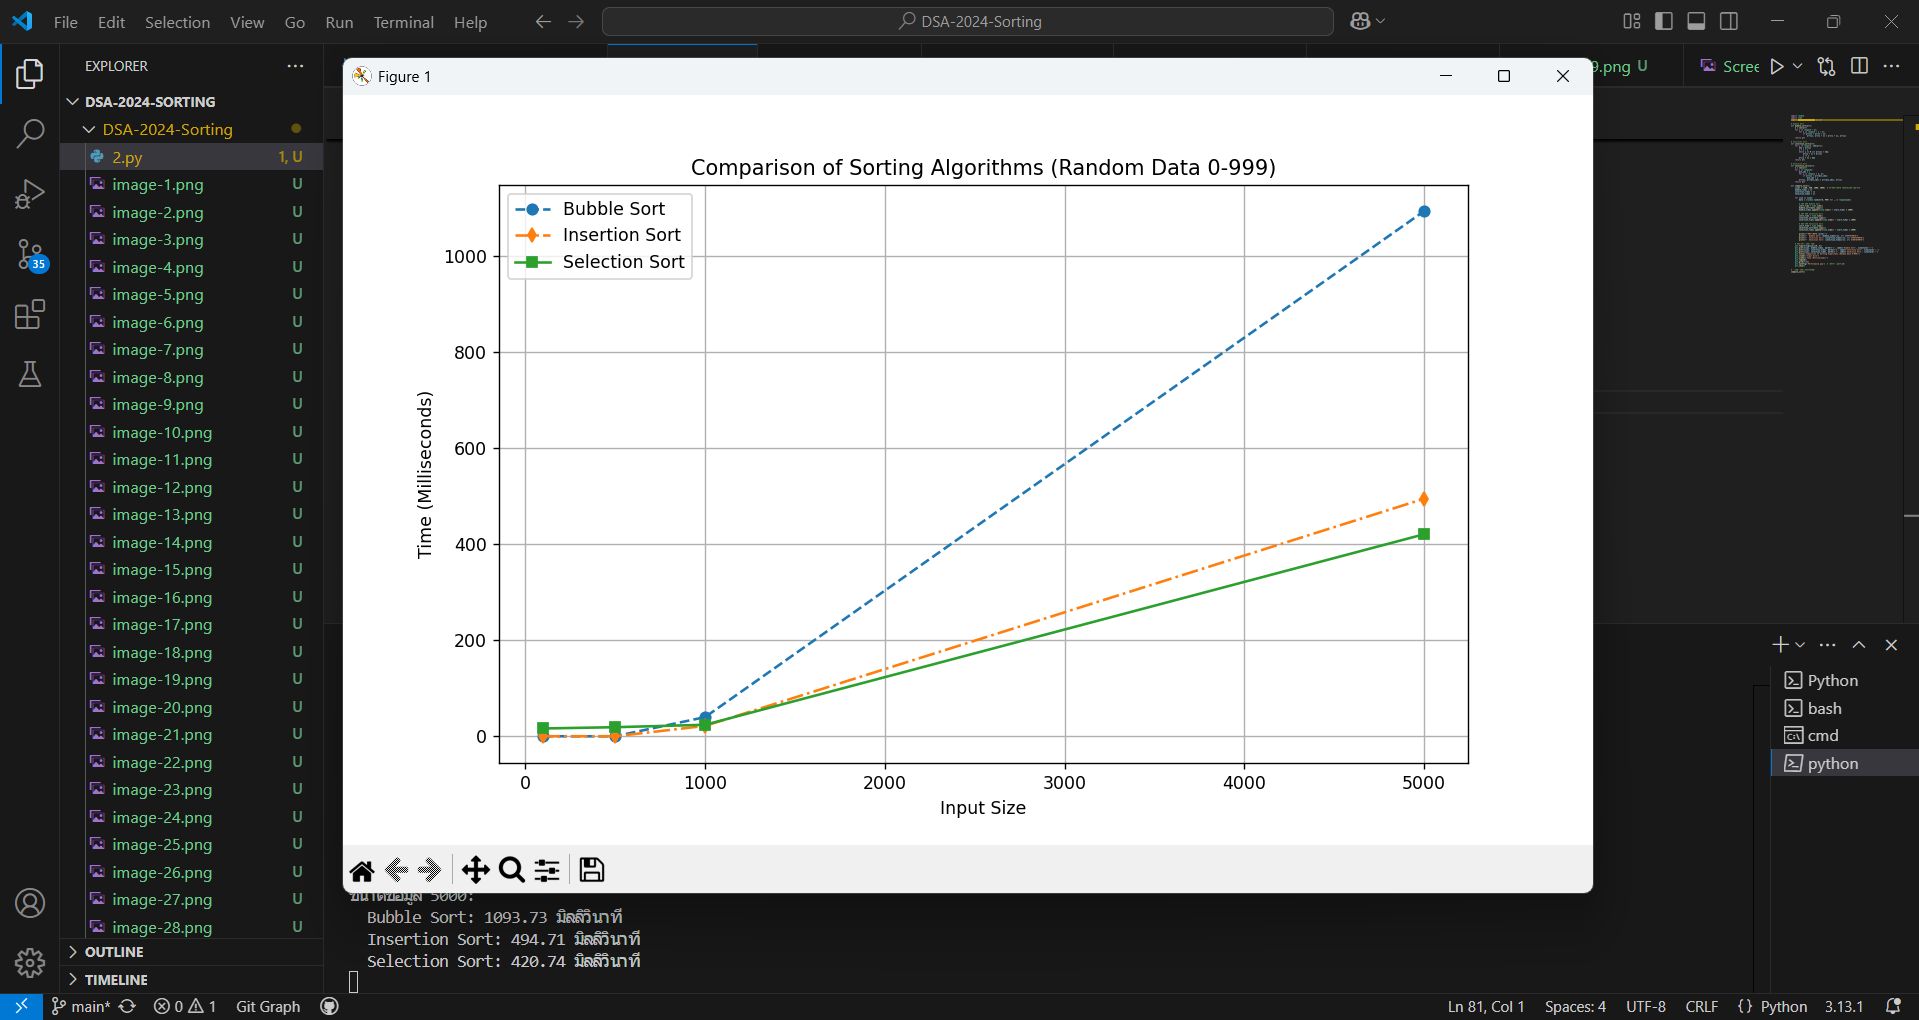 File Edit Selection View Go Run Terminal Help
DSA-2024-Sorting
EXPLORER
9.png U
Scree
DSA-2024-SORTING
DSA-2024-Sorting
2.py 1, U
image-1.png U
image-2.png U
image-3.png U
image-4.png U
image-5.png U
image-6.png U
image-7.png U
image-8.png U
image-9.png U
image-10.png U
image-11.png U
image-12.png U
image-13.png U
image-14.png U
image-15.png U
image-16.png U
image-17.png U
image-18.png U
image-19.png U
image-20.png U
image-21.png U
image-22.png U
image-23.png U
image-24.png U
image-25.png U
image-26.png U
image-27.png U
image-28.png U
OUTLINE
TIMELINE
35
Figure 1
Comparison of Sorting Algorithms (Random Data 0-999)
Bubble Sort
Insertion Sort
Selection Sort
Time (Milliseconds)
1000
800
600
400
200
0
0 1000 2000 3000 4000 5000
Input Size
ขนาดข้อมูล 5000:
Bubble Sort: 1093.73 มิลลิวินาที
Insertion Sort: 494.71 มิลลิวินาที
Selection Sort: 420.74 มิลลิวินาที
Python
bash
cmd
python
main* 0 1 Git Graph
Ln 81, Col 1 Spaces: 4 UTF-8 CRLF {} Python 3.13.1